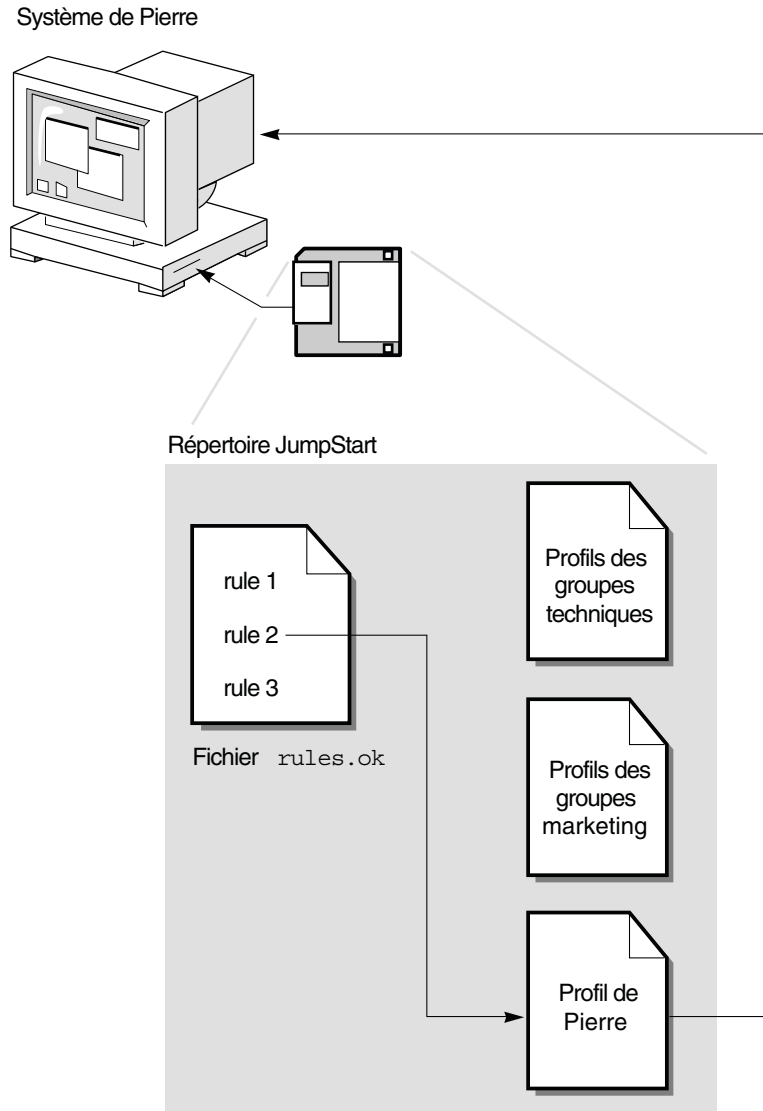 Système de Pierre
Répertoire JumpStart
rule 1
rule 2
rule 3
Fichier rules.ok
Profils des
groupes
techniques
Profils des
groupes
marketing
Profil de
Pierre